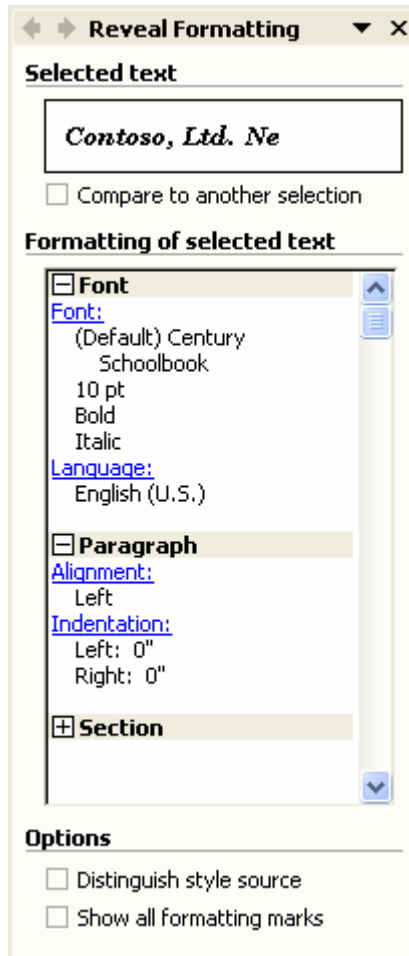 Reveal Formatting
Selected text
Contoso, Ltd. Ne
Compare to another selection
Formatting of selected text
Font
Font:
(Default) Century
Schoolbook
10 pt
Bold
Italic
Language:
English (U.S.)
Paragraph
Alignment:
Left
Indentation:
Left: 0"
Right: 0"
Section
Options
Distinguish style source
Show all formatting marks